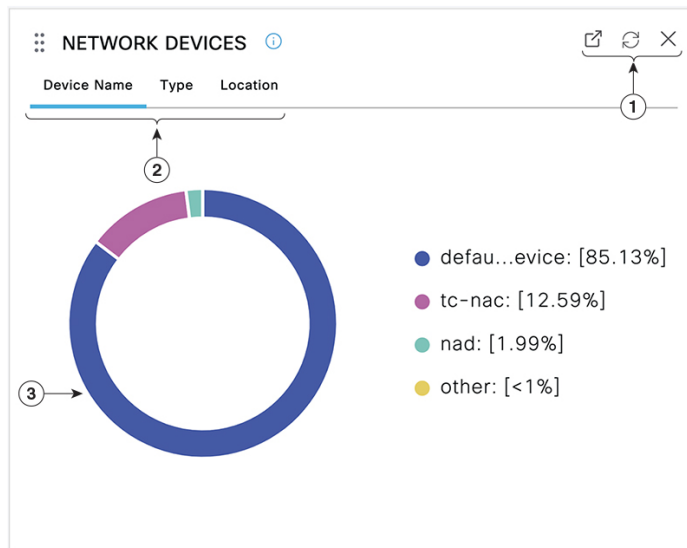 NETWORK DEVICES
Device Name Type Location
1
2
defau...evice: [85.13%]
tc-nac: [12.59%]
nad: [1.99%]
other: [<1%]
3